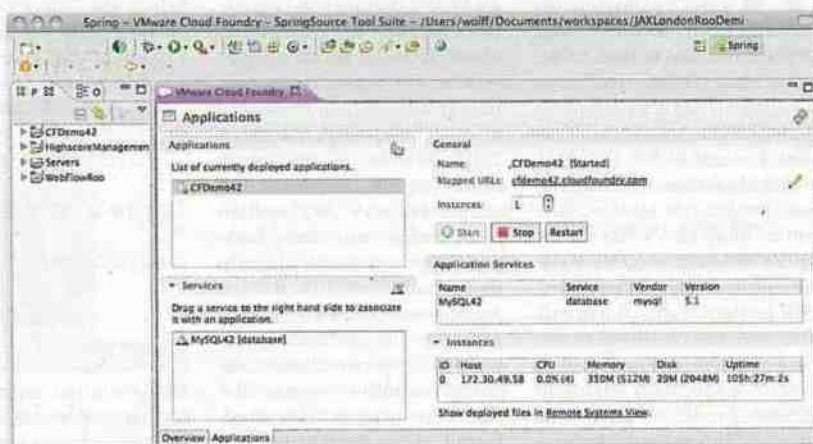 Spring – VMware Cloud Foundry – SpringSource Tool Suite – /Users/wolff/Documents/workspaces/JAXLondonRooDemi
Spring
VMware Cloud Foundry
CFDemo42
HighscoreManagemen
Servers
WebFlowRoo
Applications
Applications
List of currently deployed applications.
CFDemo42
Services
Drag a service to the right hand side to associate
it with an application.
MySQL42 [database]
General
Name: CFDemo42 [Started]
Mapped URLs: cfdemo42.cloudfoundry.com
Instances: 1
Start Stop Restart
Application Services
Name Service Vendor Version
MySQL42 database mysql 5.1
Instances
ID Host CPU Memory Disk Uptime
0 172.30.49.58 0.0% (4) 350M (512M) 29M (2048M) 105h:27m:2s
Show deployed files in Remote Systems View.
Overview Applications